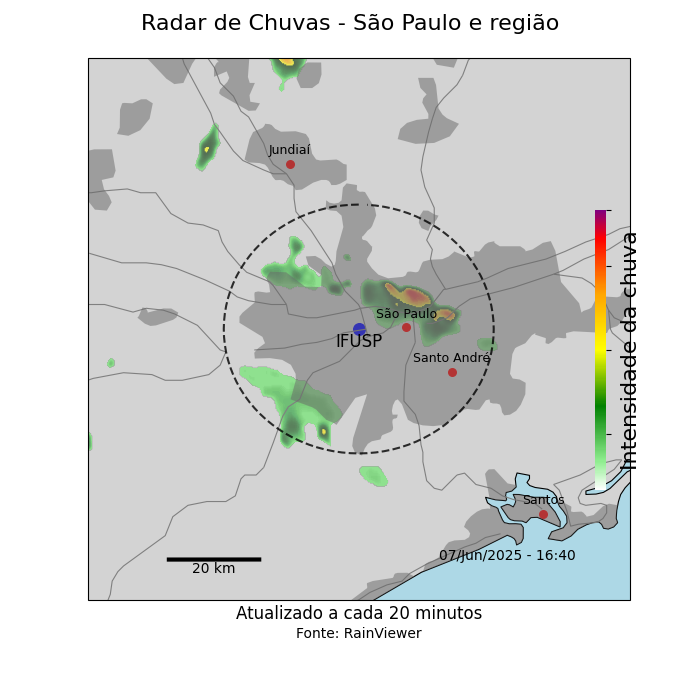 Radar de Chuvas - São Paulo e região
Jundiaí
São Paulo
IFUSP
Santo André
Intensidade da chuva
Santos
07/Jun/2025 - 16:40
20 km
Atualizado a cada 20 minutos
Fonte: RainViewer